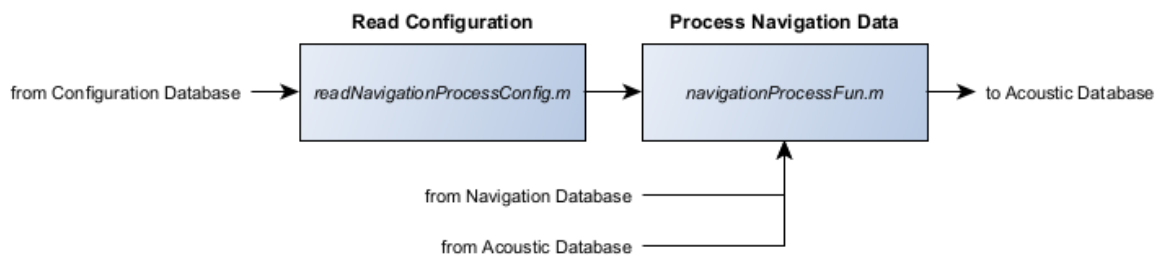 Read Configuration
Process Navigation Data
from Configuration Database
readNavigationProcessConfig.m
navigationProcessFun.m
to Acoustic Database
from Navigation Database
from Acoustic Database